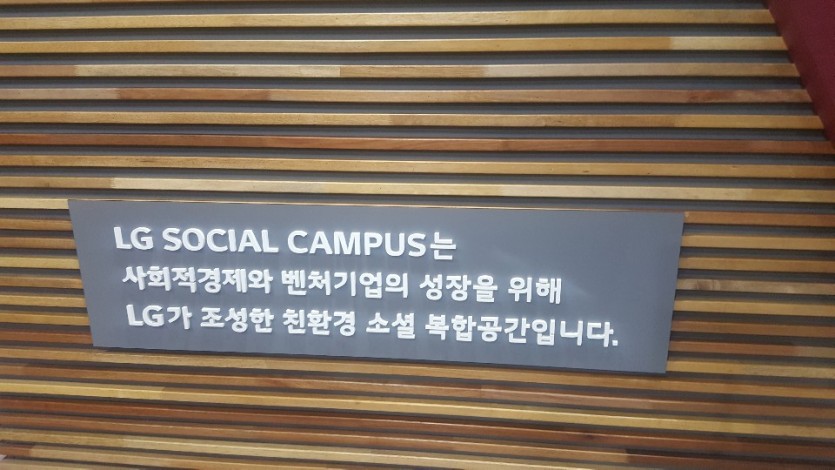 LG SOCIAL CAMPUS는
사회적경제와 벤처기업의 성장을 위해
LG가 조성한 친환경 소셜 복합공간입니다.